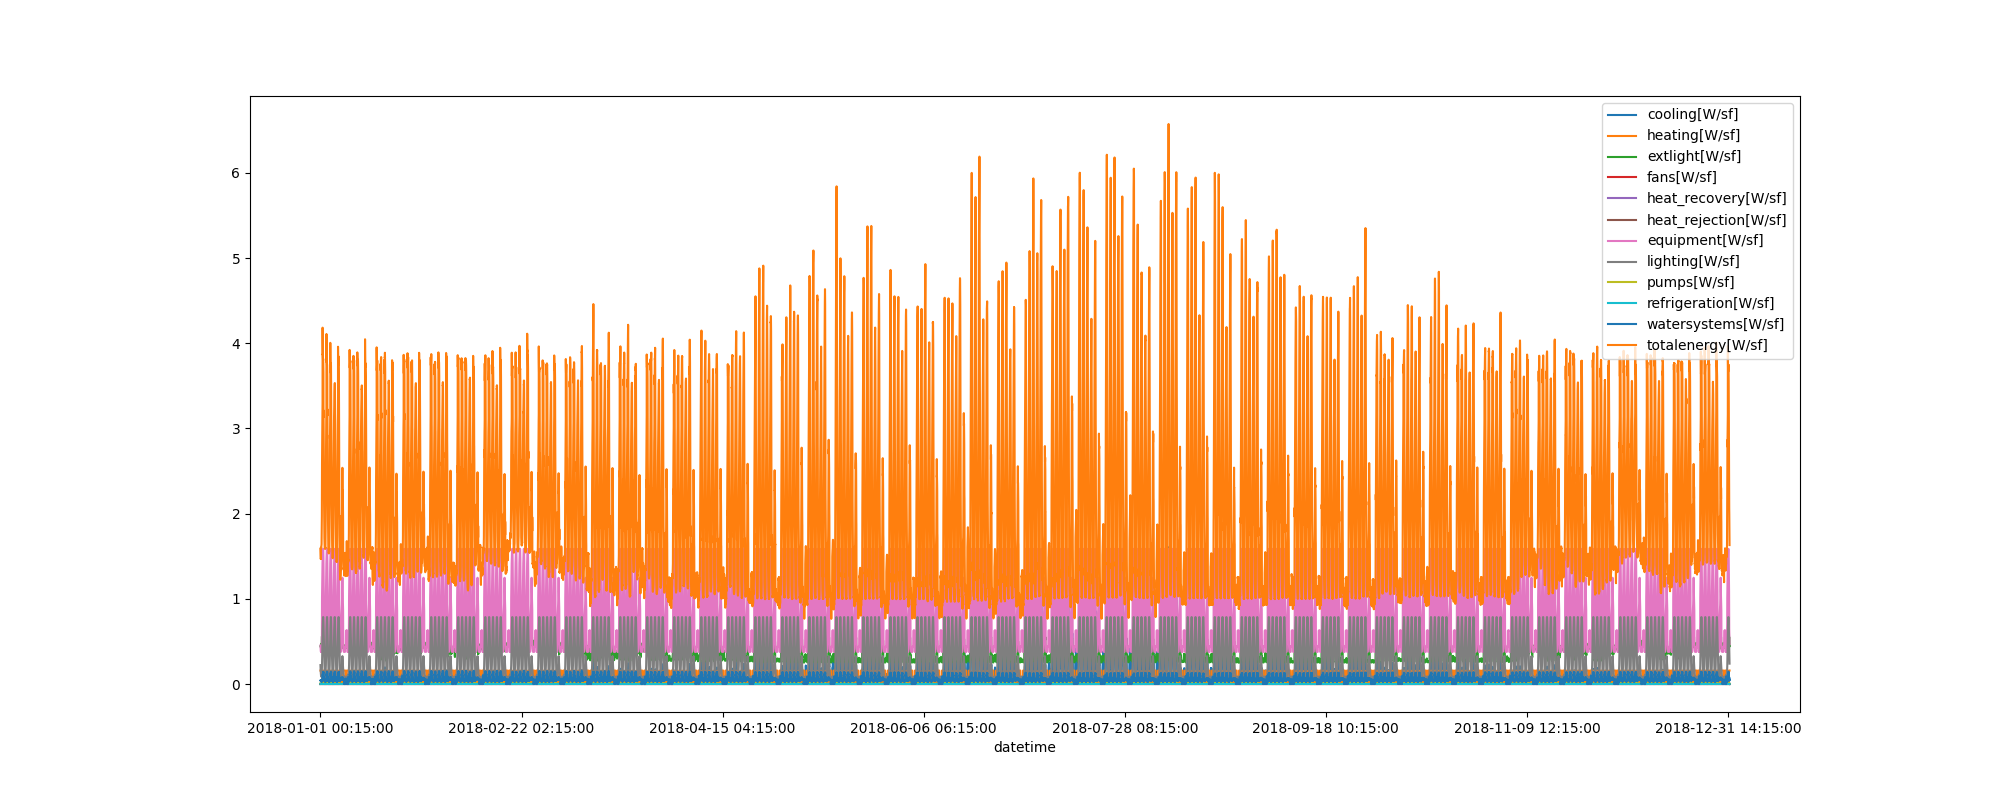 cooling[W/sf]
heating[W/sf]
extlight[W/sf]
fans[W/sf]
heat_recovery[W/sf]
heat_rejection[W/sf]
equipment[W/sf]
lighting[W/sf]
pumps[W/sf]
refrigeration[W/sf]
watersystems[W/sf]
totalenergy[W/sf]
6
5
4
3
2
1
0
2018-01-01 00:15:00 2018-02-22 02:15:00 2018-04-15 04:15:00 2018-06-06 06:15:00 2018-07-28 08:15:00 2018-09-18 10:15:00 2018-11-09 12:15:00 2018-12-31 14:15:00
datetime